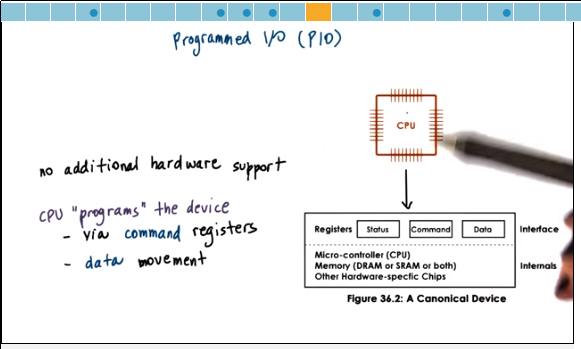 Programmed I/O (PIO)
CPU
no additional hardware support
CPU "programs" the device
- via command registers
- data movement
Registers Status Command Data Interface
Micro-controller (CPU)
Memory (DRAM or SRAM or both) Internals
Other Hardware-specfic Chips
Figure 36.2: A Canonical Device